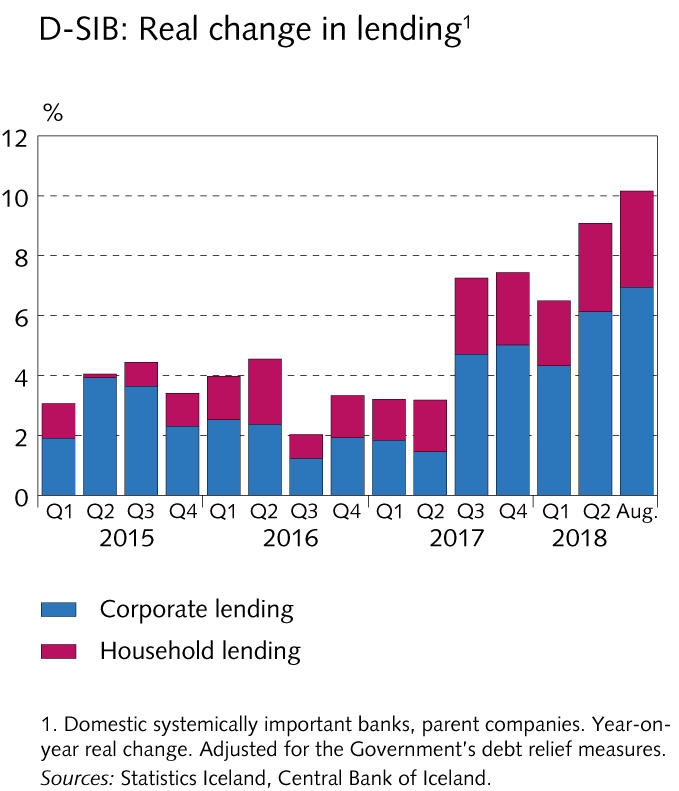 D-SIB: Real change in lending¹
%
12
10
8
6
4
2
0
Q1 Q2 Q3 Q4 Q1 Q2 Q3 Q4 Q1 Q2 Q3 Q4 Q1 Q2 Aug.
2015 2016 2017 2018
Corporate lending
Household lending
1. Domestic systemically important banks, parent companies. Year-on-
year real change. Adjusted for the Government's debt relief measures.
Sources: Statistics Iceland, Central Bank of Iceland.